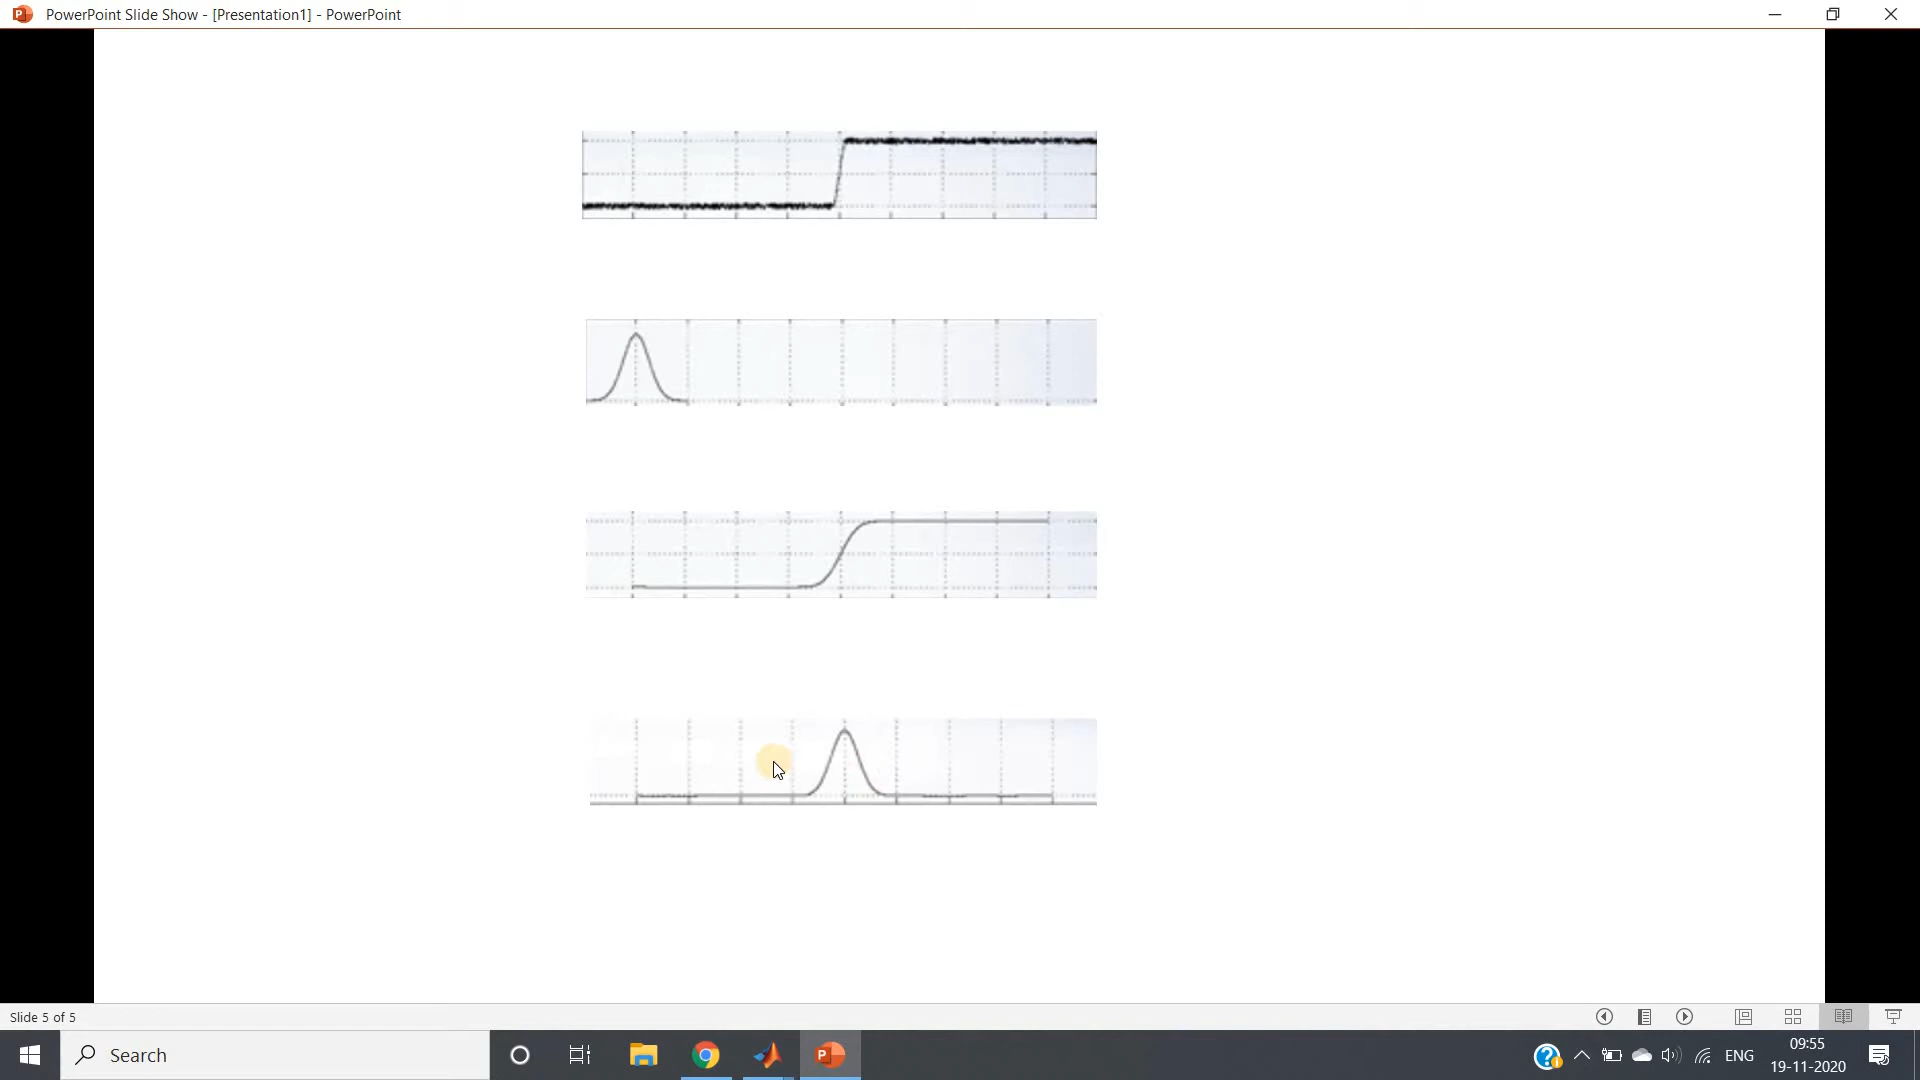 PowerPoint Slide Show - [Presentation1] - PowerPoint
Slide 5 of 5
Search
ENG
09:55
19-11-2020